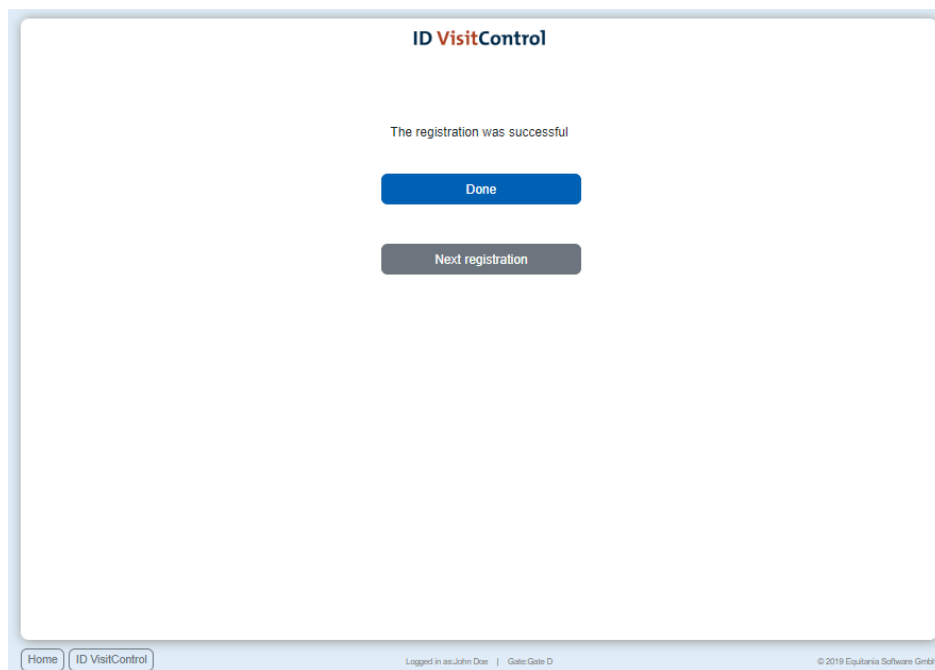 ID VisitControl
The registration was successful
Done
Next registration
Home ID VisitControl Logged in as:John Doe | Gate:Gate D © 2019 Equitania Software GmbH